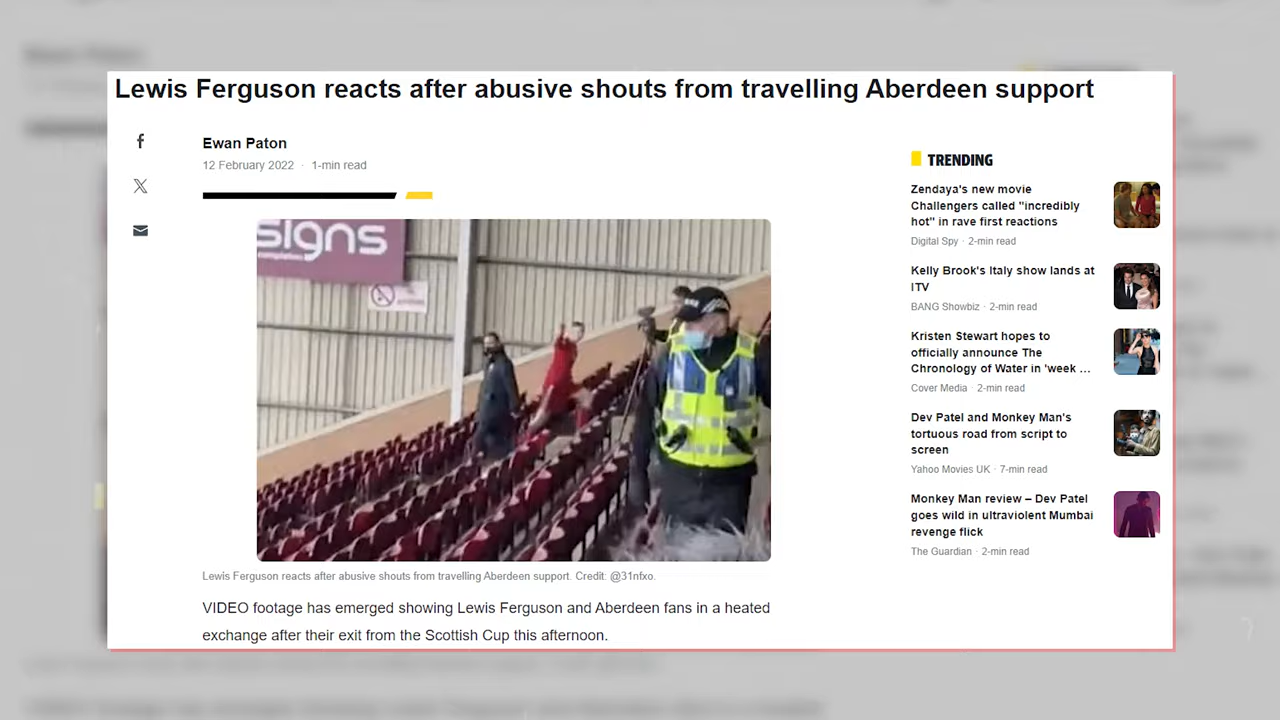 Lewis Ferguson reacts after abusive shouts from travelling Aberdeen support
Ewan Paton
12 February 2022 · 1-min read
signs
Lewis Ferguson reacts after abusive shouts from travelling Aberdeen support. Credit: @31nfxo.
VIDEO footage has emerged showing Lewis Ferguson and Aberdeen fans in a heated
exchange after their exit from the Scottish Cup this afternoon.
TRENDING
Zendaya's new movie
Challengers called "incredibly
hot" in rave first reactions
Digital Spy · 2-min read
Kelly Brook's Italy show lands at
ITV
BANG Showbiz · 2-min read
Kristen Stewart hopes to
officially announce The
Chronology of Water in 'week ...
Cover Media · 2-min read
Dev Patel and Monkey Man's
tortuous road from script to
screen
Yahoo Movies UK · 7-min read
Monkey Man review – Dev Patel
goes wild in ultraviolent Mumbai
revenge flick
The Guardian · 2-min read